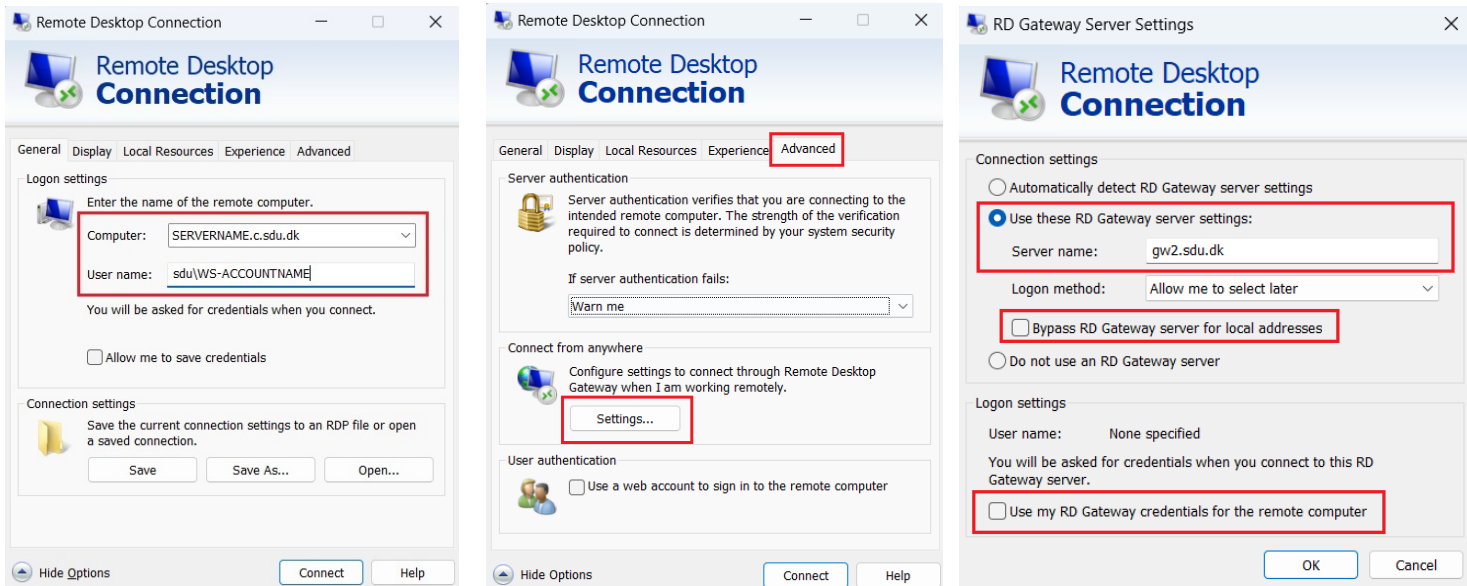 Remote Desktop Connection
Remote Desktop
Connection
General Display Local Resources Experience Advanced
Logon settings
Enter the name of the remote computer.
Computer: SERVERNAME.c.sdu.dk
User name: sdu\WS-ACCOUNTNAME
You will be asked for credentials when you connect.
Allow me to save credentials
Connection settings
Save the current connection settings to an RDP file or open
a saved connection.
Save Save As... Open...
Hide Options Connect Help
Remote Desktop Connection
Remote Desktop
Connection
General Display Local Resources Experience Advanced
Server authentication
Server authentication verifies that you are connecting to the
intended remote computer. The strength of the verification
required to connect is determined by your system security
policy.
If server authentication fails:
Warn me
Connect from anywhere
Configure settings to connect through Remote Desktop
Gateway when I am working remotely.
Settings...
User authentication
Use a web account to sign in to the remote computer
Hide Options Connect Help
RD Gateway Server Settings
Remote Desktop
Connection
Connection settings
Automatically detect RD Gateway server settings
Use these RD Gateway server settings:
Server name: gw2.sdu.dk
Logon method: Allow me to select later
Bypass RD Gateway server for local addresses
Do not use an RD Gateway server
Logon settings
User name: None specified
You will be asked for credentials when you connect to this RD
Gateway server.
Use my RD Gateway credentials for the remote computer
OK Cancel